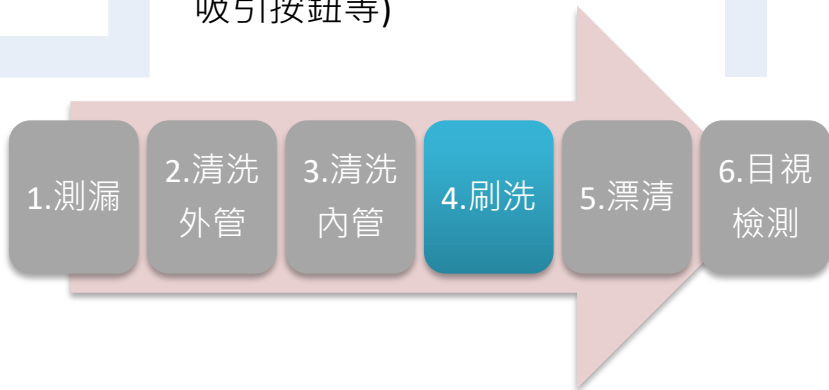 吸引按鈕等)
1.測漏
2.清洗
外管
3.清洗
內管
4.刷洗
5.漂清
6.目視
檢測